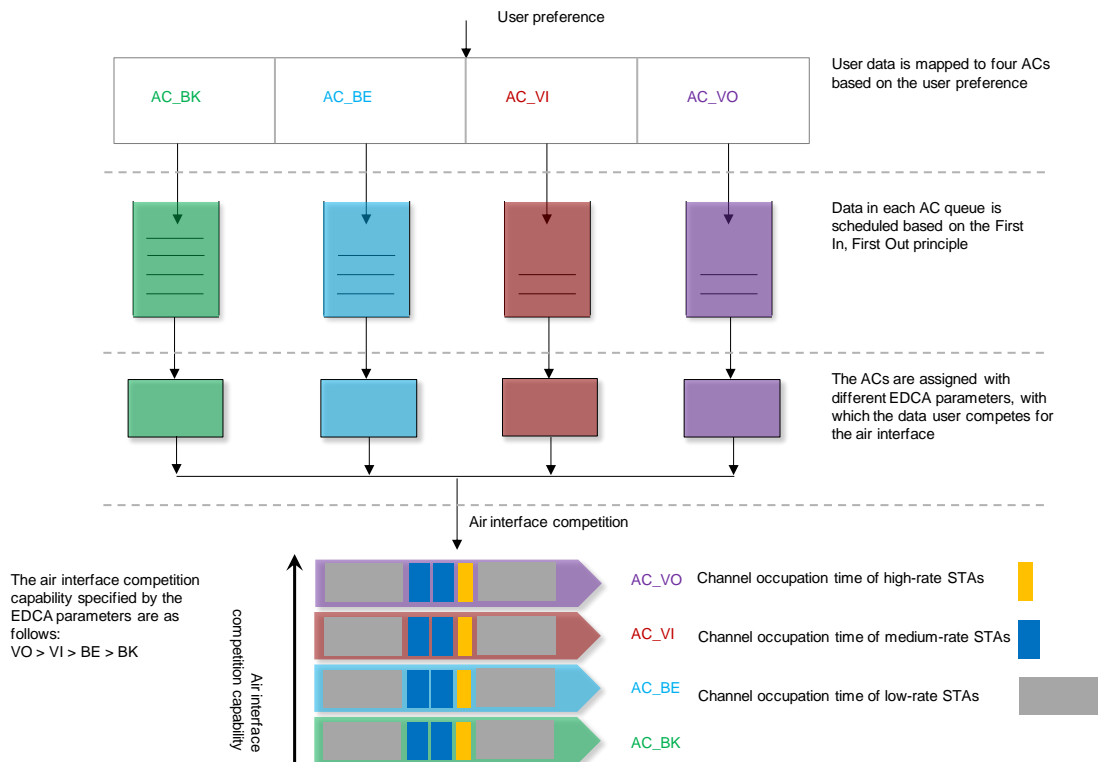 User preference
User data is mapped to four ACs
based on the user preference
AC_BK
AC_BE
AC_VI
AC_VO
Data in each AC queue is
scheduled based on the First
In, First Out principle
The ACs are assigned with
different EDCA parameters, with
which the data user competes for
the air interface
Air interface competition
The air interface competition
capability specified by the
EDCA parameters are as
follows:
VO > VI > BE > BK
Air interface
competition capability
AC_VO
Channel occupation time of high-rate STAs
AC_VI
Channel occupation time of medium-rate STAs
AC_BE
Channel occupation time of low-rate STAs
AC_BK